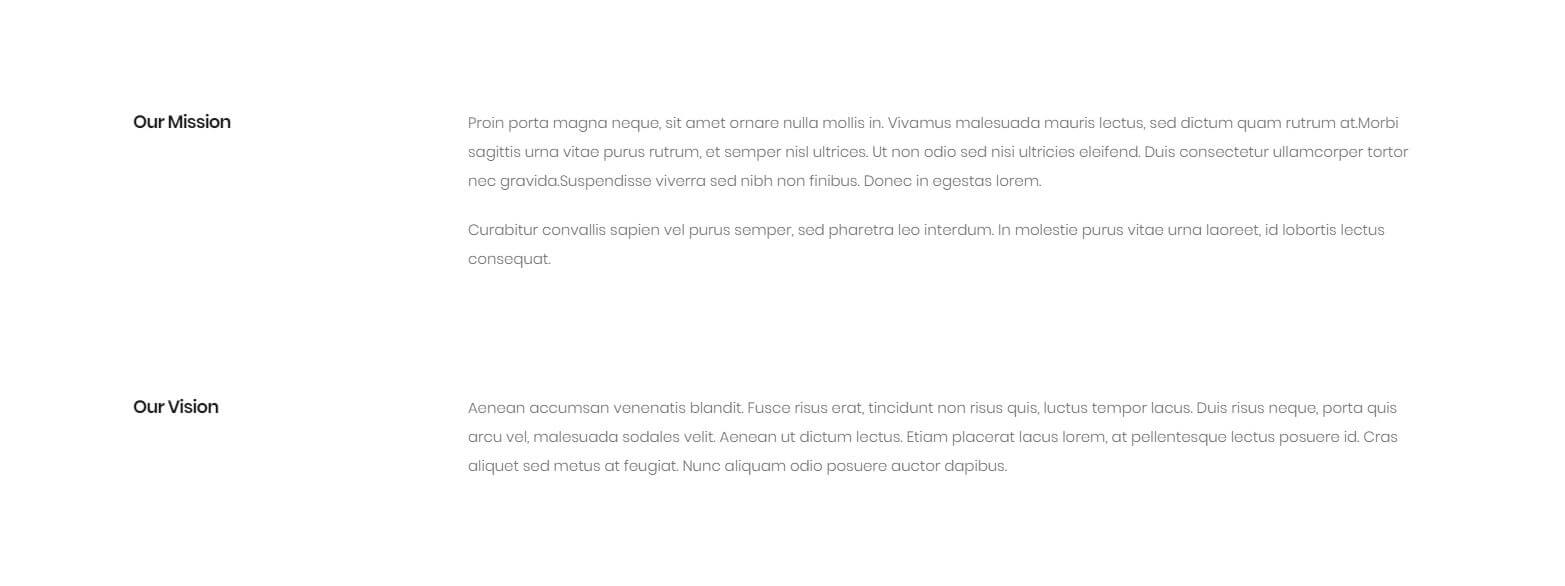 Our Mission
Proin porta magna neque, sit amet ornare nulla mollis in. Vivamus malesuada mauris lectus, sed dictum quam rutrum at.Morbi
sagittis urna vitae purus rutrum, et semper nisl ultrices. Ut non odio sed nisi ultricies eleifend. Duis consectetur ullamcorper tortor
nec gravida.Suspendisse viverra sed nibh non finibus. Donec in egestas lorem.
Curabitur convallis sapien vel purus semper, sed pharetra leo interdum. In molestie purus vitae urna laoreet, id lobortis lectus
consequat.
Our Vision
Aenean accumsan venenatis blandit. Fusce risus erat, tincidunt non risus quis, luctus tempor lacus. Duis risus neque, porta quis
arcu vel, malesuada sodales velit. Aenean ut dictum lectus. Etiam placerat lacus lorem, at pellentesque lectus posuere id. Cras
aliquet sed metus at feugiat. Nunc aliquam odio posuere auctor dapibus.